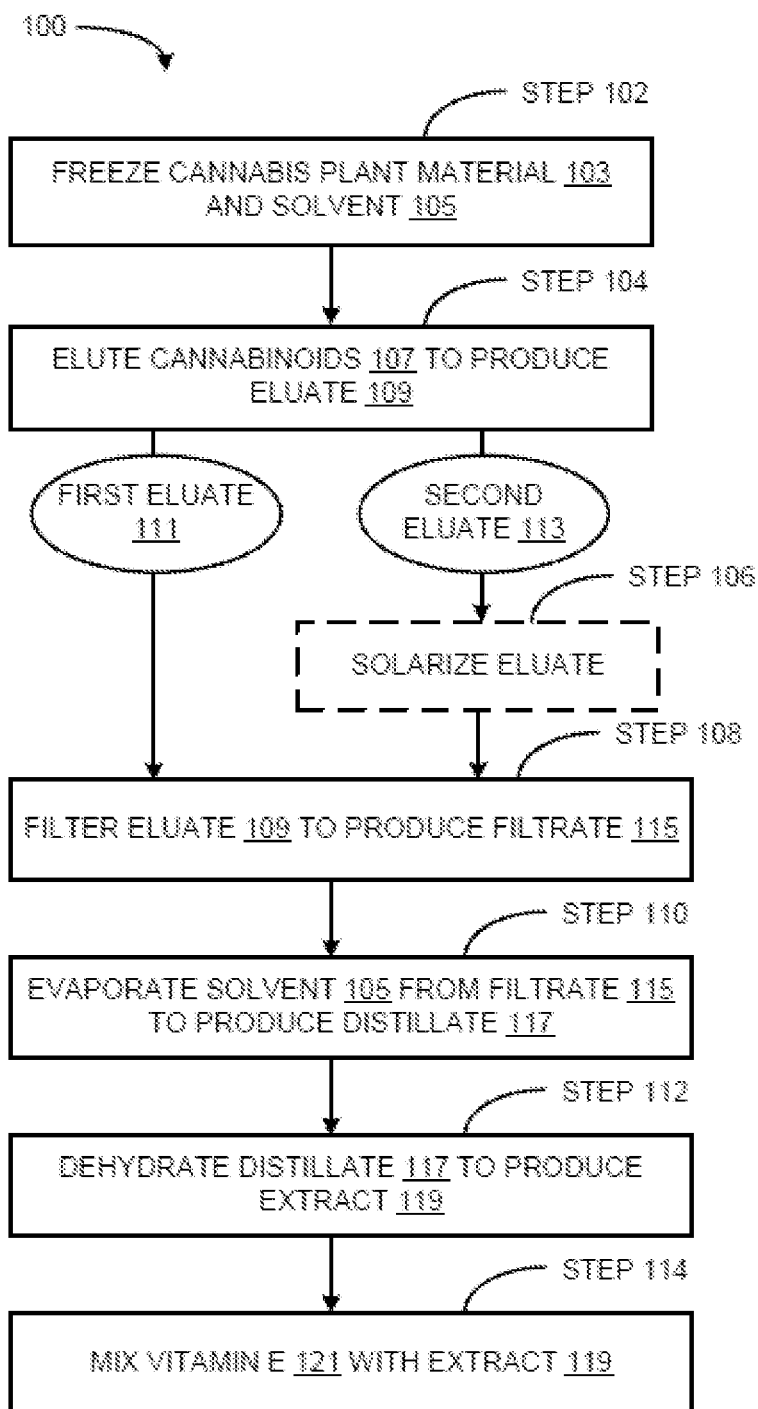 100
STEP 102
FREEZE CANNABIS PLANT MATERIAL 103
AND SOLVENT 105
STEP 104
ELUTE CANNABINOIDS 107 TO PRODUCE
ELUATE 109
FIRST ELUATE
111
SECOND
ELUATE 113
STEP 106
SOLARIZE ELUATE
STEP 108
FILTER ELUATE 109 TO PRODUCE FILTRATE 115
STEP 110
EVAPORATE SOLVENT 105 FROM FILTRATE 115
TO PRODUCE DISTILLATE 117
STEP 112
DEHYDRATE DISTILLATE 117 TO PRODUCE
EXTRACT 119
STEP 114
MIX VITAMIN E 121 WITH EXTRACT 119